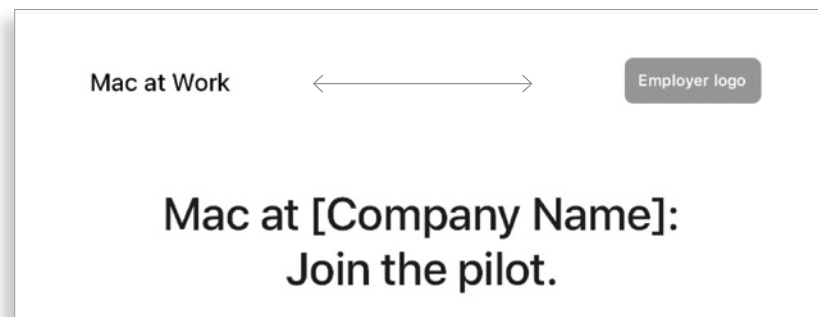 Mac at Work
Employer logo
Mac at [Company Name]:
Join the pilot.